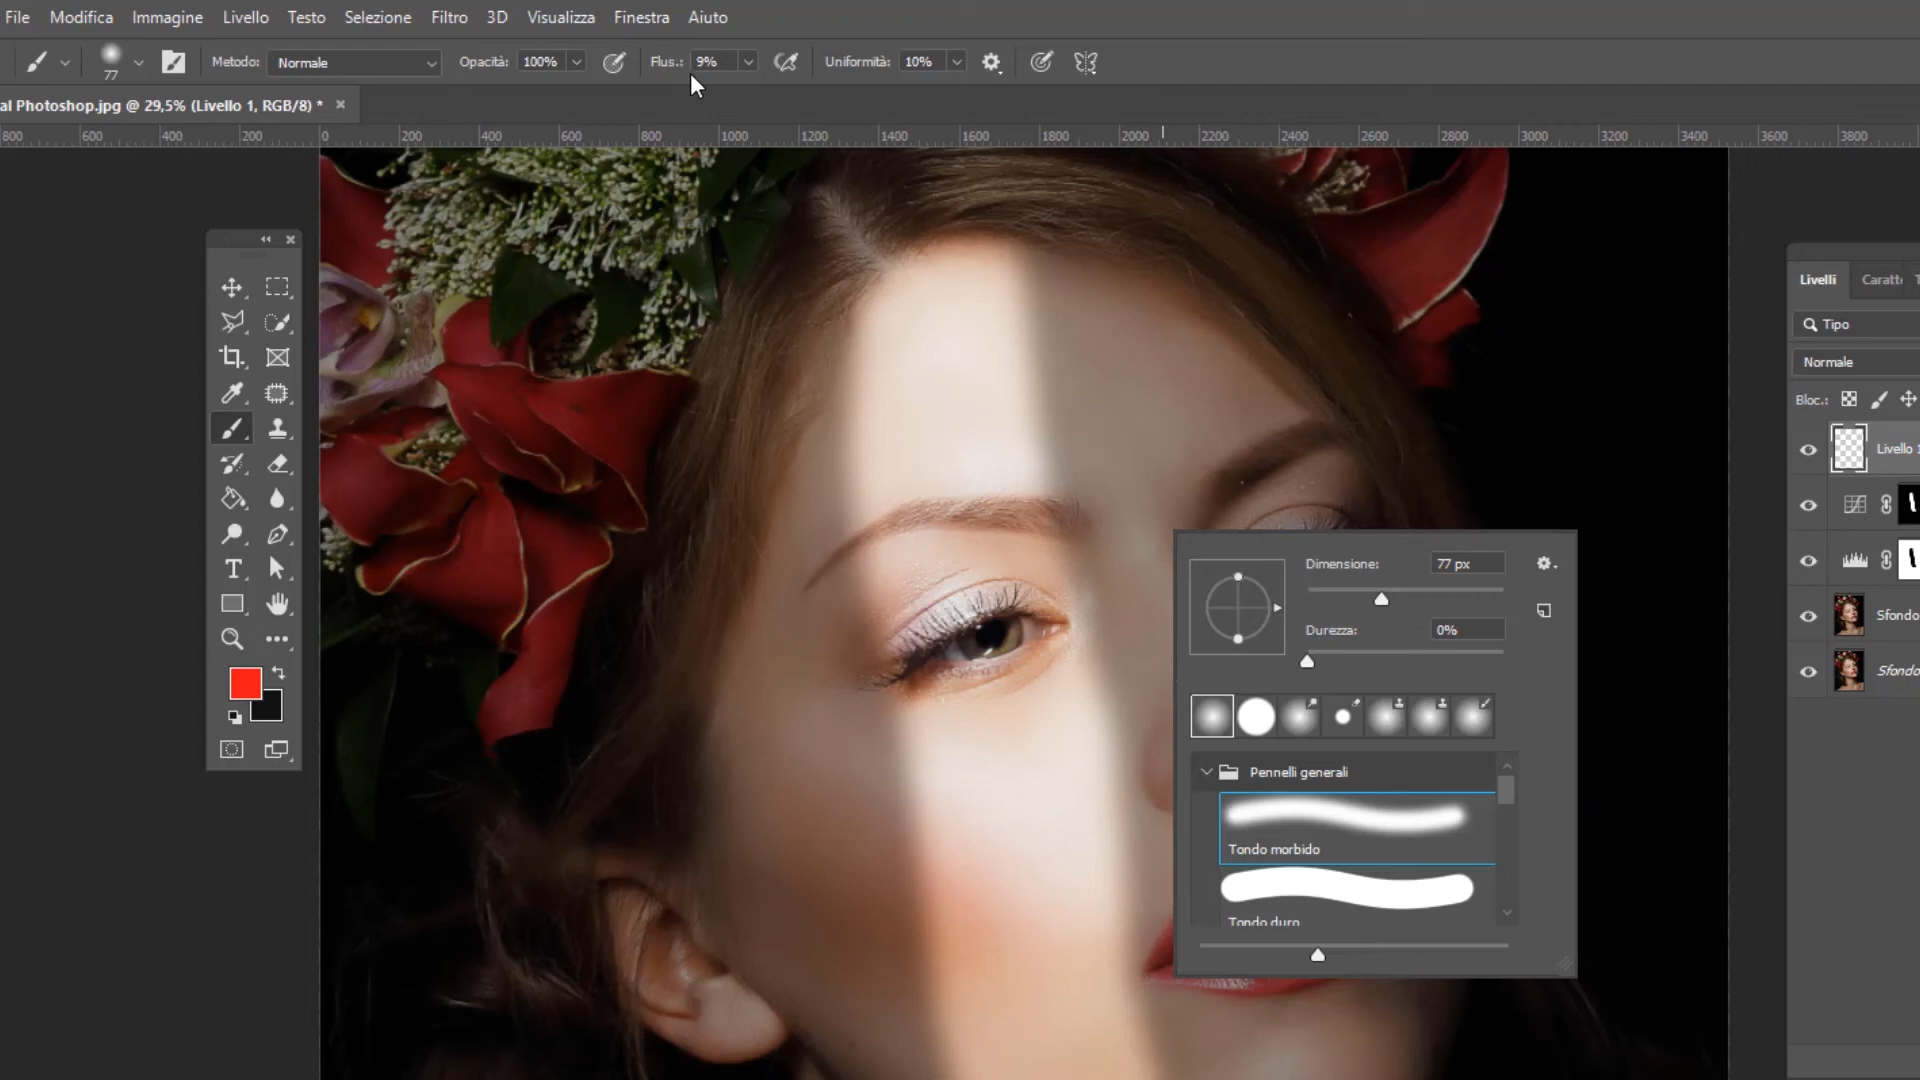 File Modifica Immagine Livello Testo Selezione Filtro 3D Visualizza Finestra Aiuto
77 Metodo: Normale Opacità: 100% Flus.: 9% Uniformità: 10%
al Photoshop.jpg @ 29,5% (Livello 1, RGB/8) *
800 600 400 200 0 200 400 600 800 1000 1200 1400 1600 1800 2000 2200 2400 2600 2800 3000 3200 3400 3600 3800
Livelli Caratte
Tipo
Normale
Bloc.:
Livello 1
Sfondo
Sfondo
Dimensione: 77 px
Durezza: 0%
Pennelli generali
Tondo morbido
Tondo duro
T